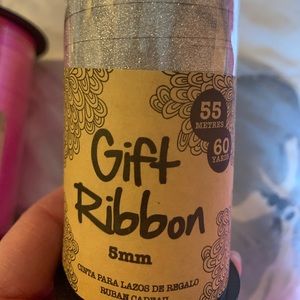 55
METRES
60
YARDS
Gift
Ribbon
5mm
CINTA PARA LAZOS DE REGALO
RUBAN CADEAU